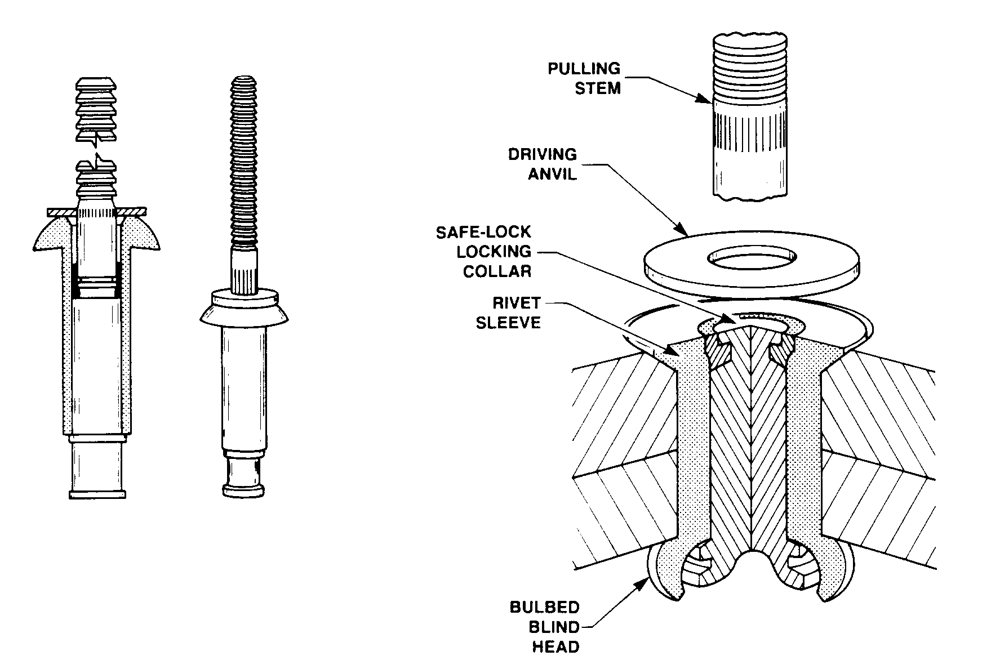 PULLING
STEM
DRIVING
ANVIL
SAFE-LOCK
LOCKING
COLLAR
RIVET
SLEEVE
BULBED
BLIND
HEAD